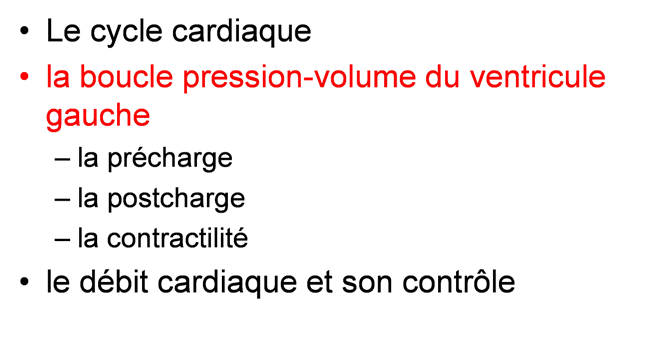 • Le cycle cardiaque
• la boucle pression-volume du ventricule
gauche
– la précharge
– la postcharge
– la contractilité
• le débit cardiaque et son contrôle